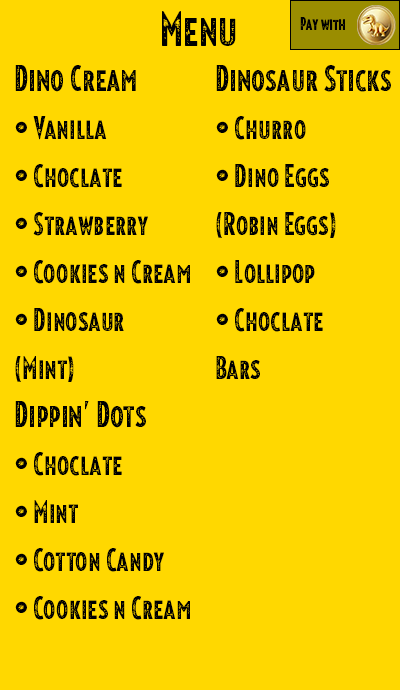 Menu
Pay with
Dino Cream
• Vanilla
• Choclate
• Strawberry
• Cookies n Cream
• Dinosaur
(Mint)
Dippin' Dots
• Choclate
• Mint
• Cotton Candy
• Cookies n Cream
Dinosaur Sticks
• Churro
• Dino Eggs
(Robin Eggs)
• Lollipop
• Choclate
Bars